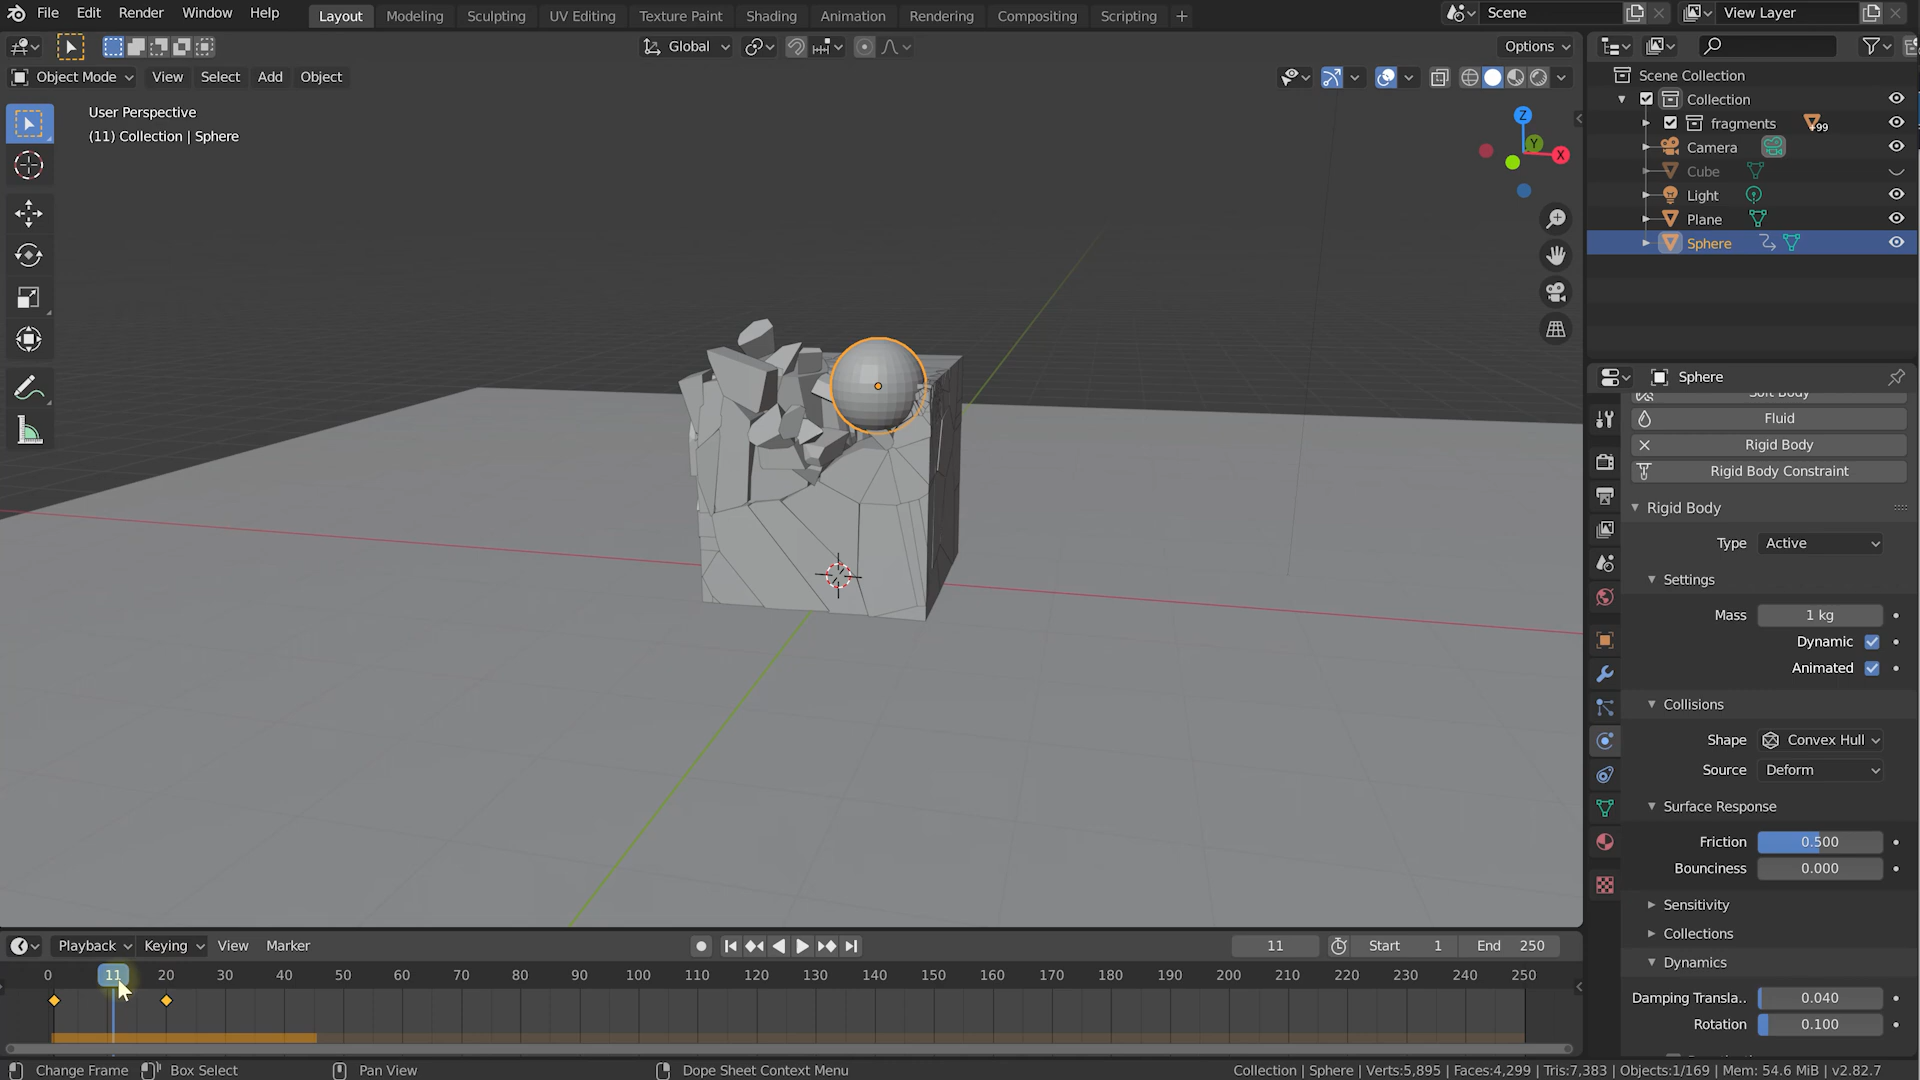 File Edit Render Window Help
Layout Modeling Sculpting UV Editing Texture Paint Shading Animation Rendering Compositing Scripting +
Scene
View Layer
Global
Options
Object Mode View Select Add Object
User Perspective
(11) Collection | Sphere
Z
Y
X
Scene Collection
Collection
fragments
+99
Camera
Cube
Light
Plane
Sphere
Sphere
Soft Body
Fluid
Rigid Body
Rigid Body Constraint
Rigid Body
Type Active
Settings
Mass 1 kg
Dynamic
Animated
Collisions
Shape Convex Hull
Source Deform
Surface Response
Friction 0.500
Bounciness 0.000
Sensitivity
Collections
Dynamics
Damping Transla.. 0.040
Rotation 0.100
Playback Keying View Marker
11
Start 1
End 250
0 11 20 30 40 50 60 70 80 90 100 110 120 130 140 150 160 170 180 190 200 210 220 230 240 250
Change Frame
Box Select
Pan View
Dope Sheet Context Menu
Collection | Sphere | Verts:5,895 | Faces:4,299 | Tris:7,383 | Objects:1/169 | Mem: 54.6 MiB | v2.82.7